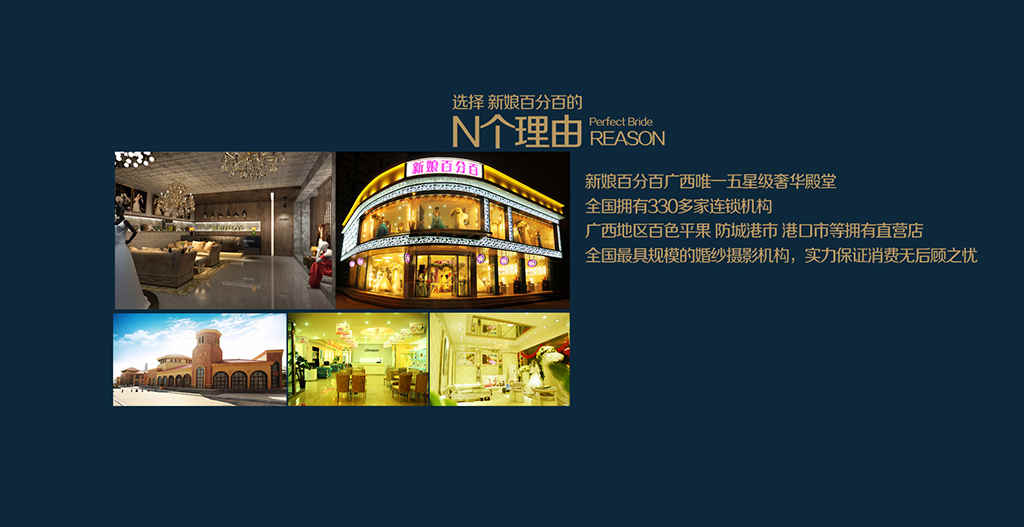 选择 新娘百分百的
N个理由
Perfect Bride
REASON
新娘百分百
新娘百分百广西唯一五星级奢华殿堂
全国拥有330多家连锁机构
广西地区百色平果 防城港市 港口市等拥有直营店
全国最具规模的婚纱摄影机构，实力保证消费无后顾之忧